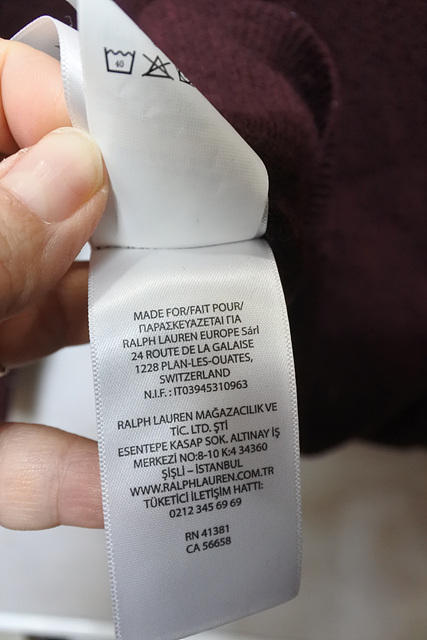 40
MADE FOR/FAIT POUR/
ΠΑΡΑΣΚΕΥΑΖΕΤΑΙ ΓΙΑ
RALPH LAUREN EUROPE Sárl
24 ROUTE DE LA GALAISE
1228 PLAN-LES-OUATES,
SWITZERLAND
N.I.F. : IT03945310963
RALPH LAUREN MAĞAZACILIK VE
TİC. LTD. ŞTİ
ESENTEPE KASAP SOK. ALTINAY İŞ
MERKEZİ NO:8-10 K:4 34360
ŞİŞLİ – İSTANBUL
WWW.RALPHLAUREN.COM.TR
TÜKETİCİ İLETİŞİM HATTI:
0212 345 69 69
RN 41381
CA 56658